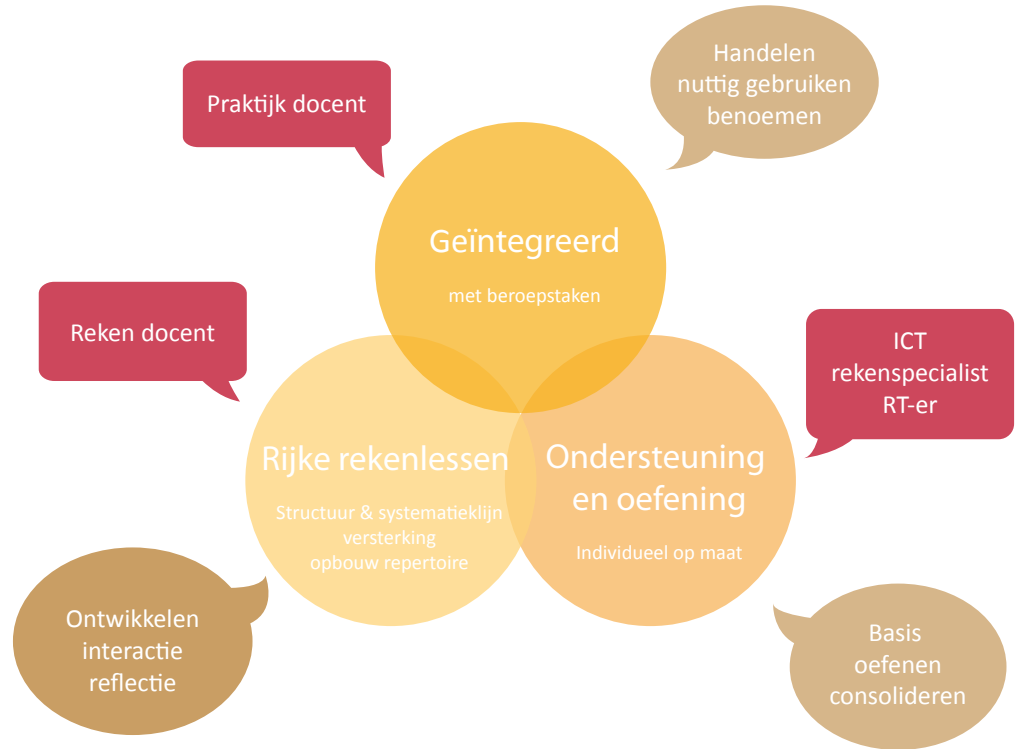 Praktijk docent
Handelen
nuttig gebruiken
benoemen
Geïntegreerd
met beroepstaken
Reken docent
ICT
rekenspecialist
RT-er
Rijke rekenlessen
Structuur & systematieklijn
versterking
opbouw repertoire
Ondersteuning
en oefening
Individueel op maat
Ontwikkelen
interactie
reflectie
Basis
oefenen
consolideren